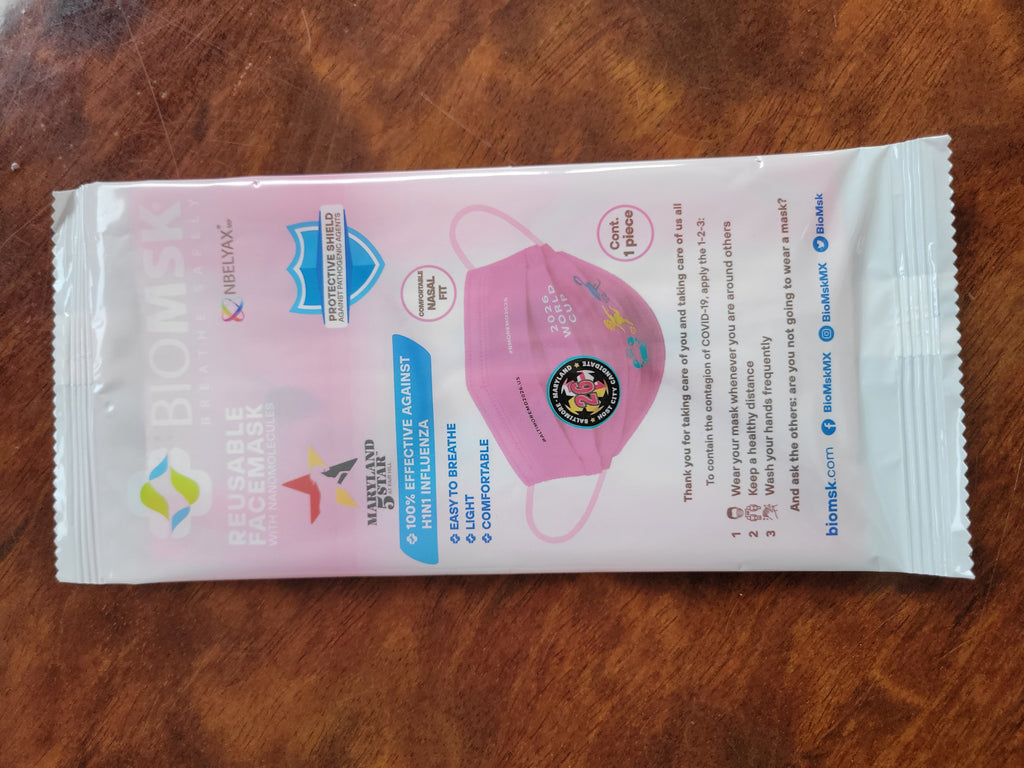 BIOMSK
BREATHE SAFELY
REUSABLE
FACEMASK
WITH NANOMOLECULES
NBELYAX
MARYLAND
5 STAR
PROTECTIVE SHIELD
AGAINST PATHOGENIC AGENTS
100% EFFECTIVE AGAINST
H1N1 INFLUENZA
COMFORTABLE
NASAL
FIT
EASY TO BREATHE
LIGHT
COMFORTABLE
2026
WORLD
CUP
BALTIMORE MARYLAND
26
HOST CITY CANDIDATE
Cont.
1 piece
Thank you for taking care of you and taking care of us all
To contain the contagion of COVID-19, apply the 1-2-3:
1 Wear your mask whenever you are around others
2 Keep a healthy distance
3 Wash your hands frequently
And ask the others: are you not going to wear a mask?
biomsk.com BioMskMX BioMskMX BioMsk